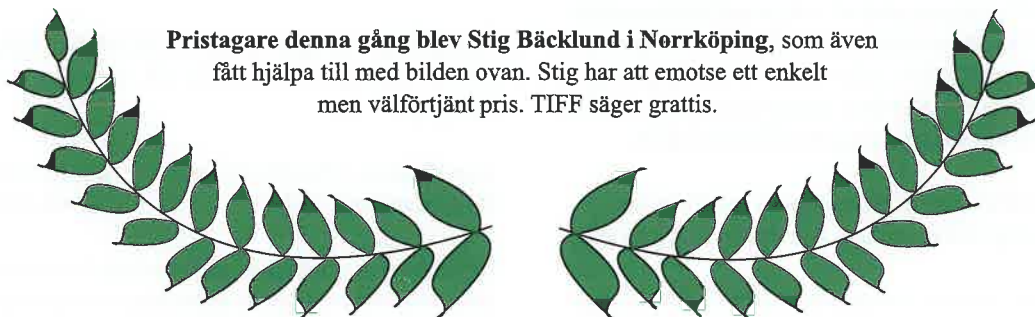 Pristagare denna gång blev Stig Bäcklund i Norrköping, som även
fått hjälpa till med bilden ovan. Stig har att emotse ett enkelt
men välförtjänt pris. TIFF säger grattis.